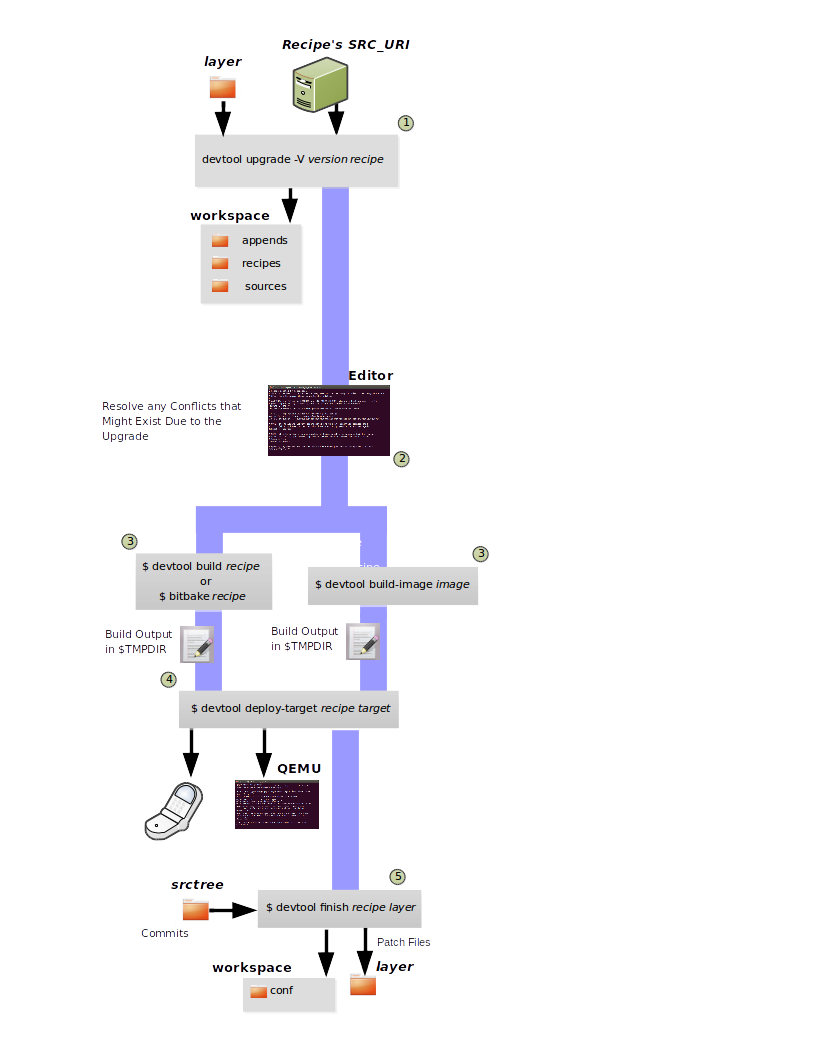 Recipe's SRC_URI
layer
1
devtool upgrade -V version recipe
workspace
appends
recipes
sources
Editor
Resolve any Conflicts that
Might Exist Due to the
Upgrade
2
3
3
$ devtool build recipe
or
$ bitbake recipe
$ devtool build-image image
Build Output
in $TMPDIR
Build Output
in $TMPDIR
4
$ devtool deploy-target recipe target
QEMU
5
srctree
$ devtool finish recipe layer
Commits
Patch Files
workspace
layer
conf